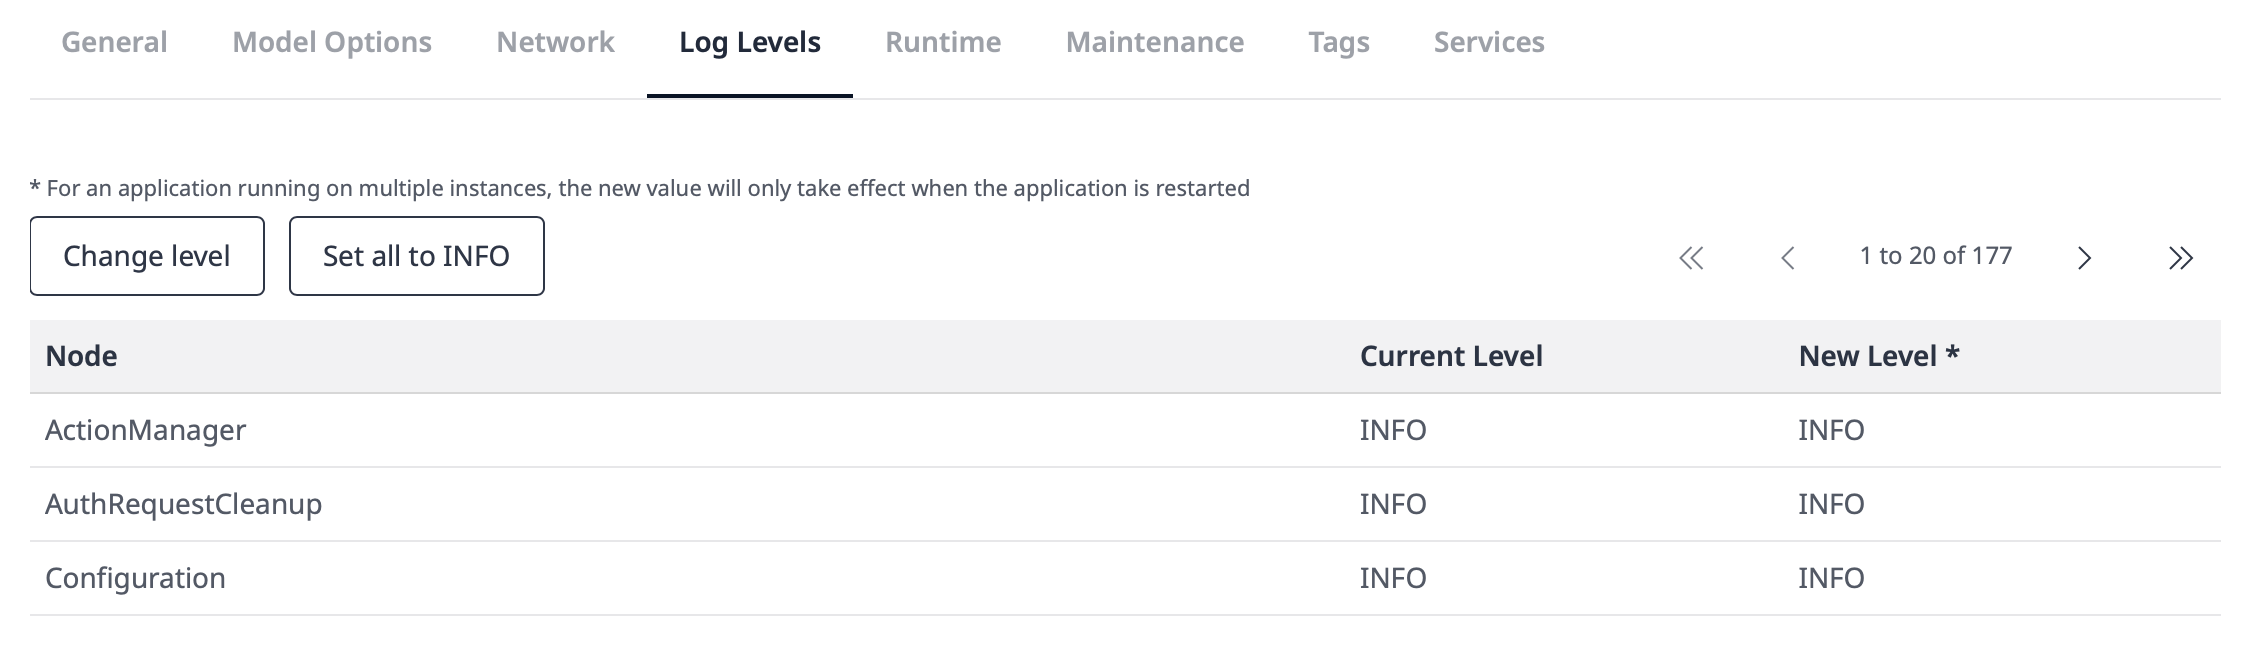 General Model Options Network Log Levels Runtime Maintenance Tags Services
* For an application running on multiple instances, the new value will only take effect when the application is restarted
Change level Set all to INFO 1 to 20 of 177
Node Current Level New Level *
ActionManager INFO INFO
AuthRequestCleanup INFO INFO
Configuration INFO INFO